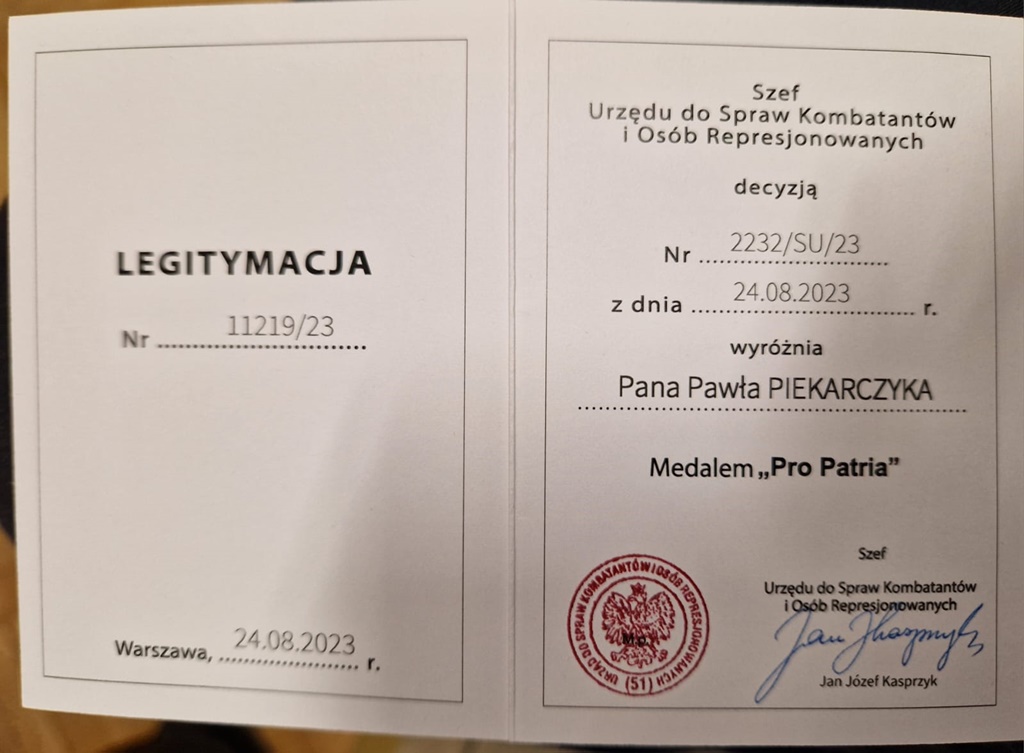 LEGITYMACJA
Nr 11219/23
Warszawa, 24.08.2023 r.
Szef
Urzędu do Spraw Kombatantów
i Osób Represjonowanych
decyzją
Nr 2232/SU/23
z dnia 24.08.2023 r.
wyróżnia
Pana Pawła PIEKARCZYKA
Medalem „Pro Patria”
URZĄD DO SPRAW KOMBATANTÓW I OSÓB REPRESJONOWANYCH
(51)
M.p.
Szef
Urzędu do Spraw Kombatantów
i Osób Represjonowanych
Jan J Kasprzyk
Jan Józef Kasprzyk